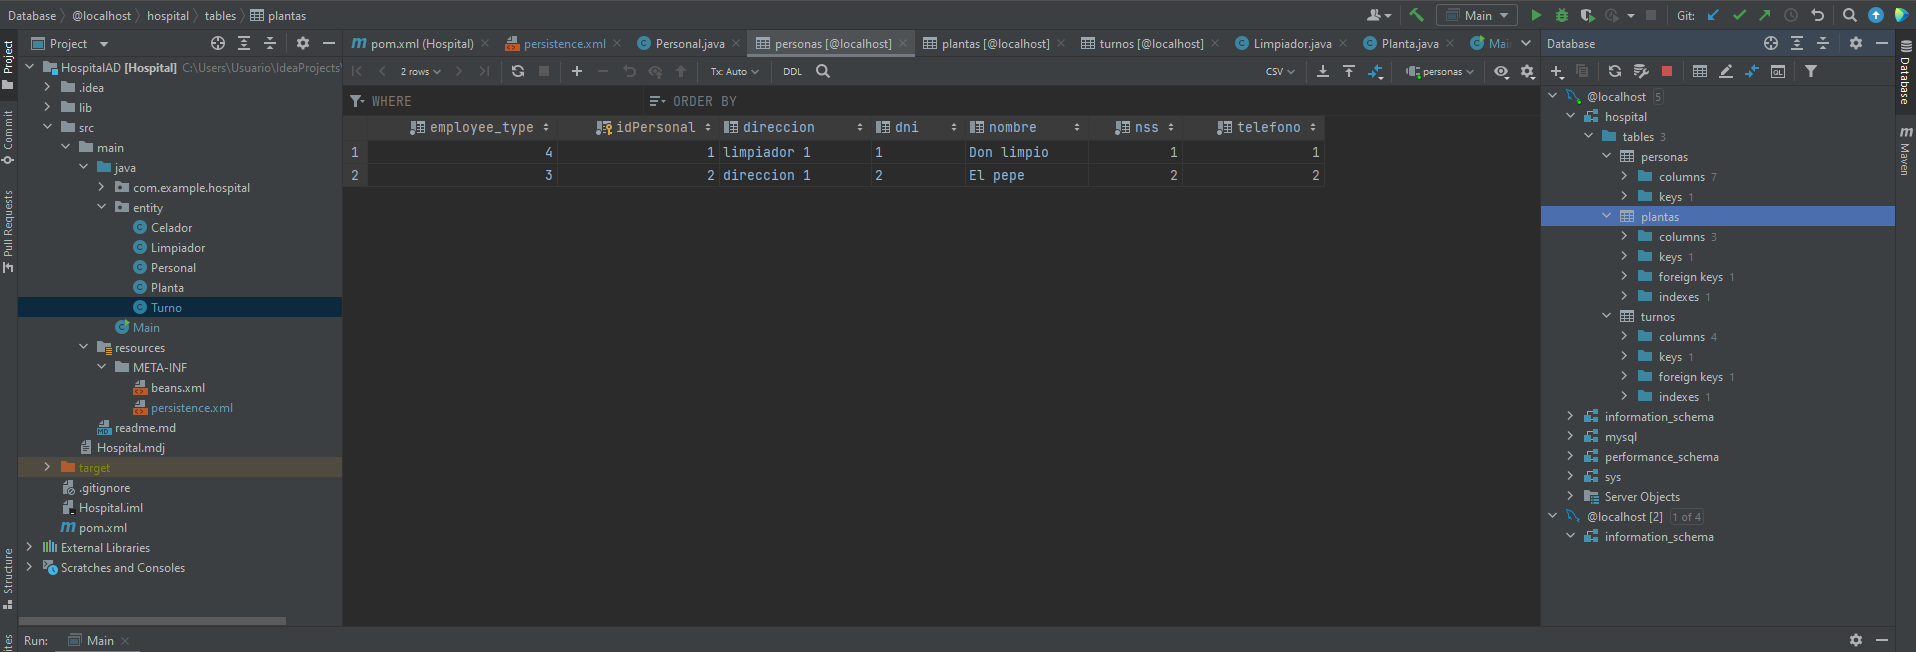 Database
@localhost
hospital
tables
plantas
Main
Git:
Project
HospitalAD [Hospital] C:\Users\Usuario\IdeaProjects\
.idea
lib
src
main
java
com.example.hospital
entity
Celador
Limpiador
Personal
Planta
Turno
Main
resources
META-INF
beans.xml
persistence.xml
readme.md
Hospital.mdj
target
.gitignore
Hospital.iml
pom.xml
External Libraries
Scratches and Consoles
Project
Commit
Pull Requests
Structure
pom.xml (Hospital)
persistence.xml
Personal.java
personas [@localhost]
plantas [@localhost]
turnos [@localhost]
Limpiador.java
Planta.java
Mai
2 rows
Tx: Auto
DDL
CSV
personas
WHERE
ORDER BY
employee_type idPersonal direccion dni nombre nss telefono
1 4 1 limpiador 1 1 Don limpio 1 1
2 3 2 direccion 1 2 El pepe 2 2
Database
QL
@localhost 5
hospital
tables 3
personas
columns 7
keys 1
plantas
columns 3
keys 1
foreign keys 1
indexes 1
turnos
columns 4
keys 1
foreign keys 1
indexes 1
information_schema
mysql
performance_schema
sys
Server Objects
@localhost [2] 1 of 4
information_schema
Database
Maven
Run: Main